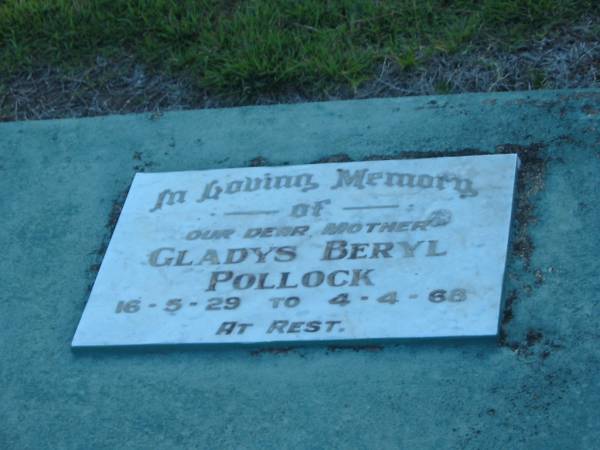 In Loving Memory
— of —
OUR DEAR MOTHER
GLADYS BERYL
POLLOCK
16-5-29 TO 4-4-68
AT REST.